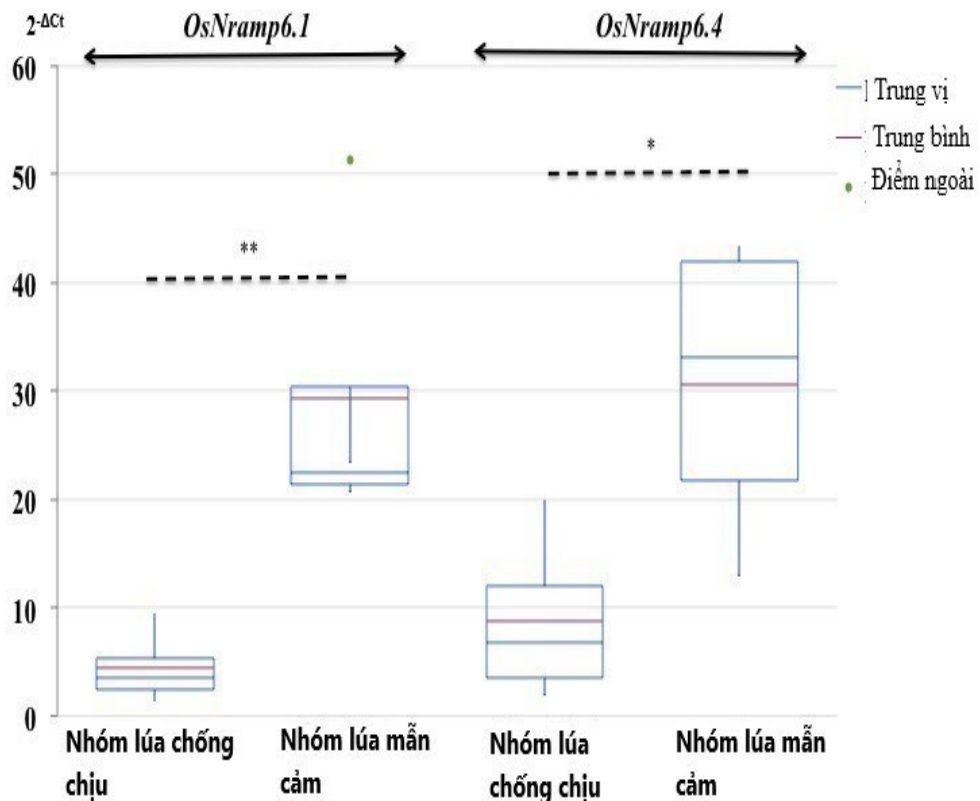 2^-ΔCt
OsNramp6.1
OsNramp6.4
60
50
40
30
20
10
0
**
*
Trung vị
Trung bình
Điểm ngoài
Nhóm lúa chống
chịu
Nhóm lúa mẫn
cảm
Nhóm lúa
chống chịu
Nhóm lúa mẫn
cảm